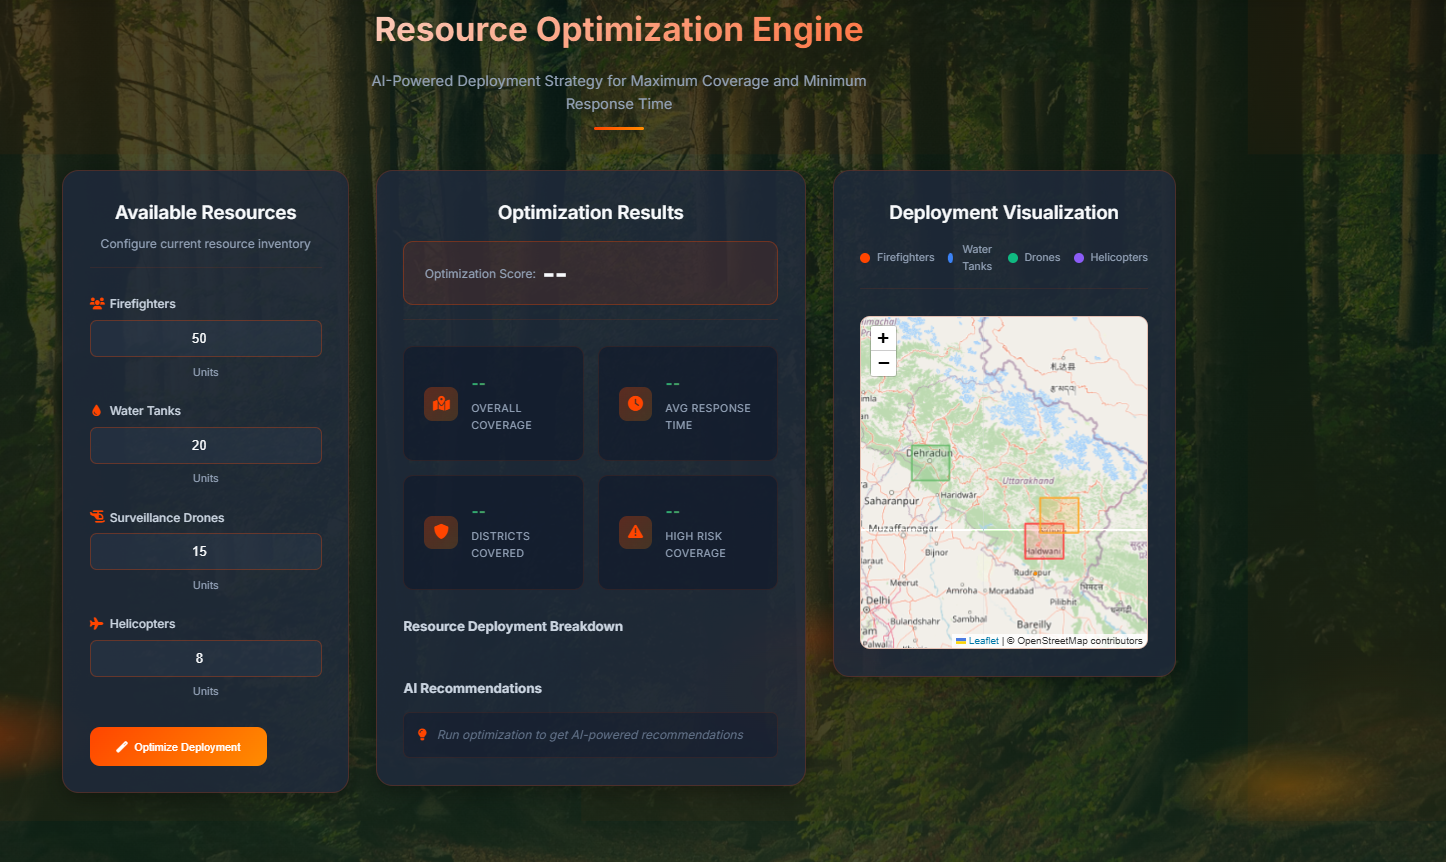 Resource Optimization Engine
AI-Powered Deployment Strategy for Maximum Coverage and Minimum
Response Time
Available Resources
Configure current resource inventory
Firefighters
50
Units
Water Tanks
20
Units
Surveillance Drones
15
Units
Helicopters
8
Units
Optimize Deployment
Optimization Results
Optimization Score: --
--
OVERALL
COVERAGE
--
AVG RESPONSE
TIME
--
DISTRICTS
COVERED
--
HIGH RISK
COVERAGE
Resource Deployment Breakdown
AI Recommendations
Run optimization to get AI-powered recommendations
Deployment Visualization
Firefighters
Water
Tanks
Drones
Helicopters
+
−
札达县
Dehradun
Uttarakhand
Saharanpur
Haridwar
Muzaffarnagar
Bijnor
Haldwani
Rudrapur
Meerut
Amroha
Moradabad
Pilibhit
Delhi
Bulandshahr
Sambhal
Bareilly
Leaflet | © OpenStreetMap contributors